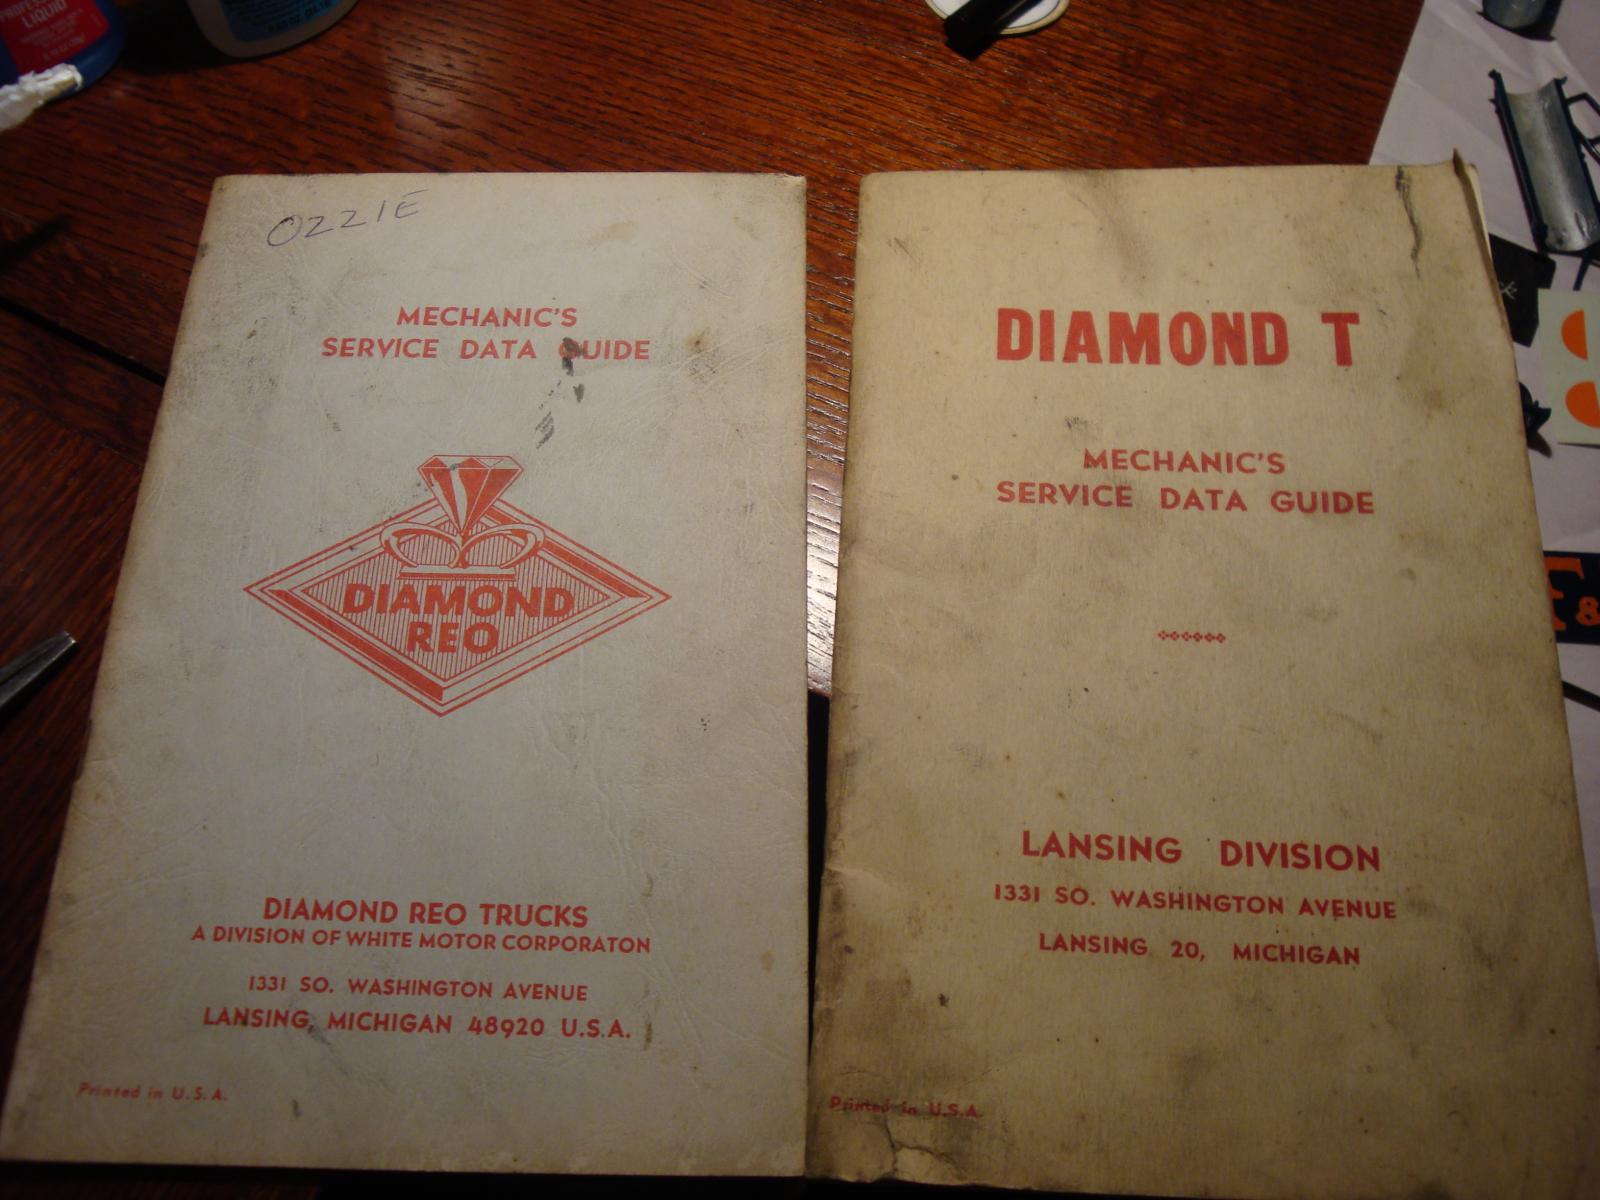 LIQUID
OZZIE
MECHANIC'S
SERVICE DATA GUIDE
DIAMOND
REO
DIAMOND REO TRUCKS
A DIVISION OF WHITE MOTOR CORPORATON
1331 SO. WASHINGTON AVENUE
LANSING, MICHIGAN 48920 U.S.A.
Printed in U.S.A.
DIAMOND T
MECHANIC'S
SERVICE DATA GUIDE
LANSING DIVISION
1331 SO. WASHINGTON AVENUE
LANSING 20, MICHIGAN
Printed in U.S.A.
&